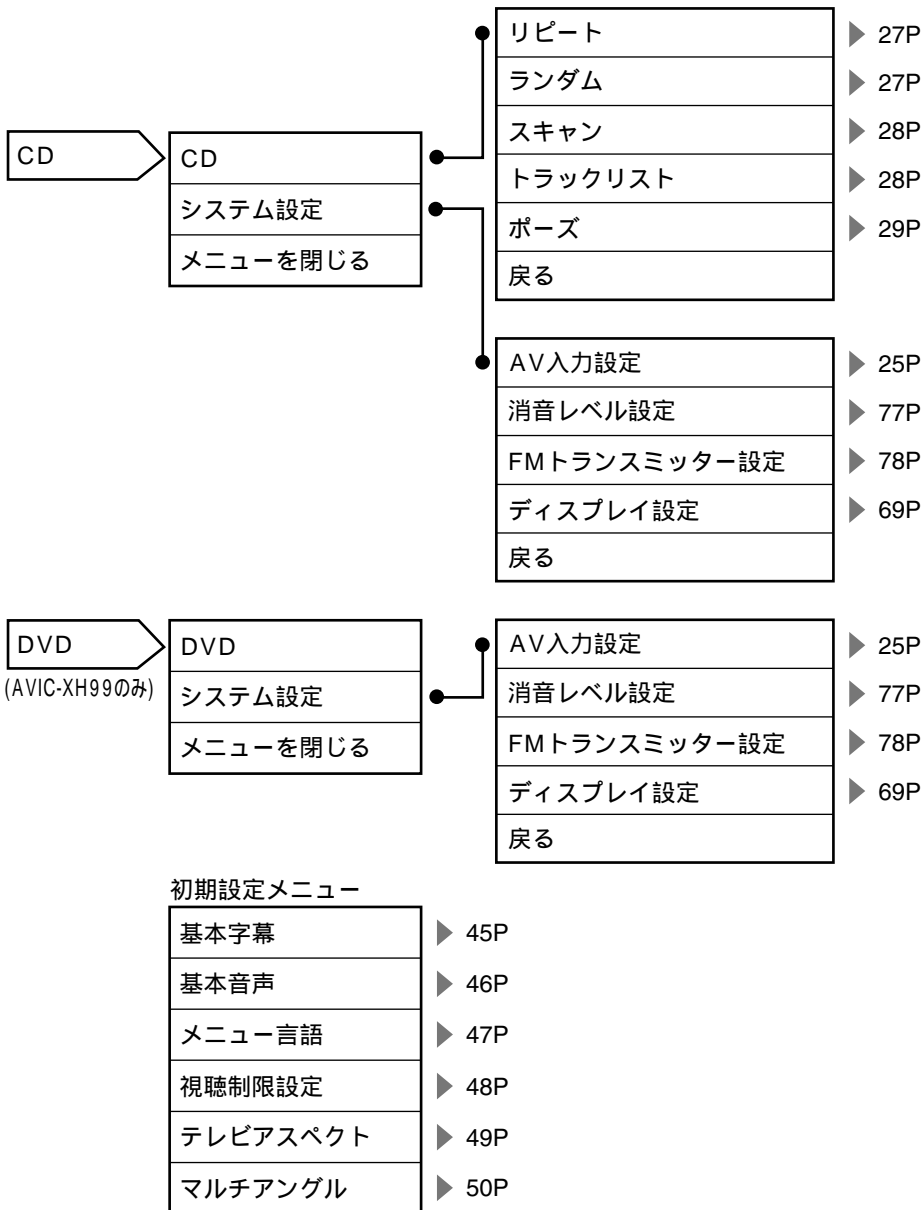 CD
CD
システム設定
メニューを閉じる
リピート 27P
ランダム 27P
スキャン 28P
トラックリスト 28P
ポーズ 29P
戻る
AV入力設定 25P
消音レベル設定 77P
FMトランスミッター設定 78P
ディスプレイ設定 69P
戻る
DVD
(AVIC-XH99のみ)
DVD
システム設定
メニューを閉じる
AV入力設定 25P
消音レベル設定 77P
FMトランスミッター設定 78P
ディスプレイ設定 69P
戻る
初期設定メニュー
基本字幕 45P
基本音声 46P
メニュー言語 47P
視聴制限設定 48P
テレビアスペクト 49P
マルチアングル 50P